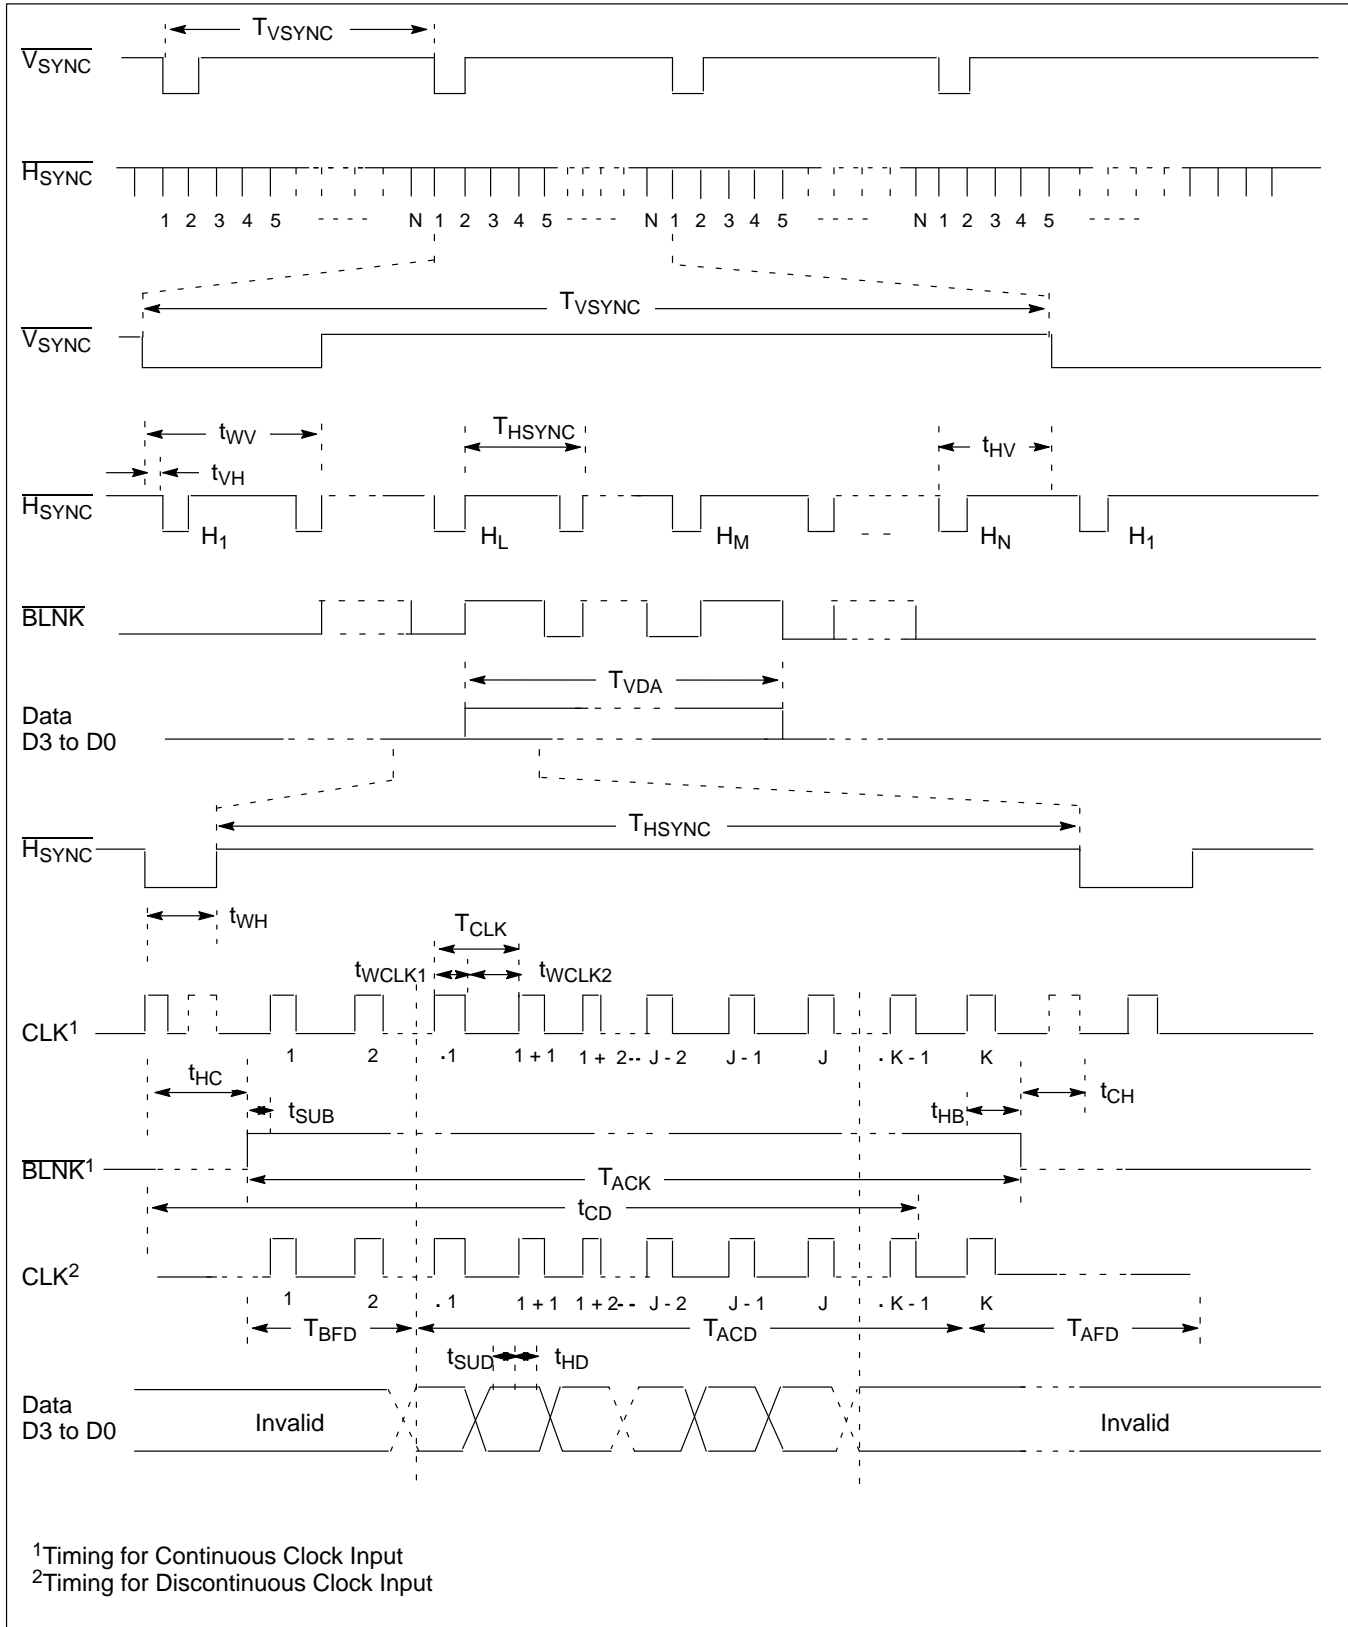 TVSYNC
VSYNC
HSYNC
1 2 3 4 5 N 1 2 3 4 5 N 1 2 3 4 5 N 1 2 3 4 5
TVSYNC
VSYNC
tWV THSYNC tHV
tVH
HSYNC
H1 HL HM HN H1
BLNK
TVDA
Data
D3 to D0
THSYNC
HSYNC
tWH
TCLK
tWCLK1 tWCLK2
CLK1
1 2 .1 1 + 1 1 + 2 J - 2 J - 1 J . K - 1 K
tHC tCH
tSUB tHB
BLNK1
TACK
tCD
CLK2
1 2 .1 1 + 1 1 + 2 J - 2 J - 1 J . K - 1 K
TBFD TACD TAFD
tSUD tHD
Data
D3 to D0
Invalid Invalid
1Timing for Continuous Clock Input
2Timing for Discontinuous Clock Input